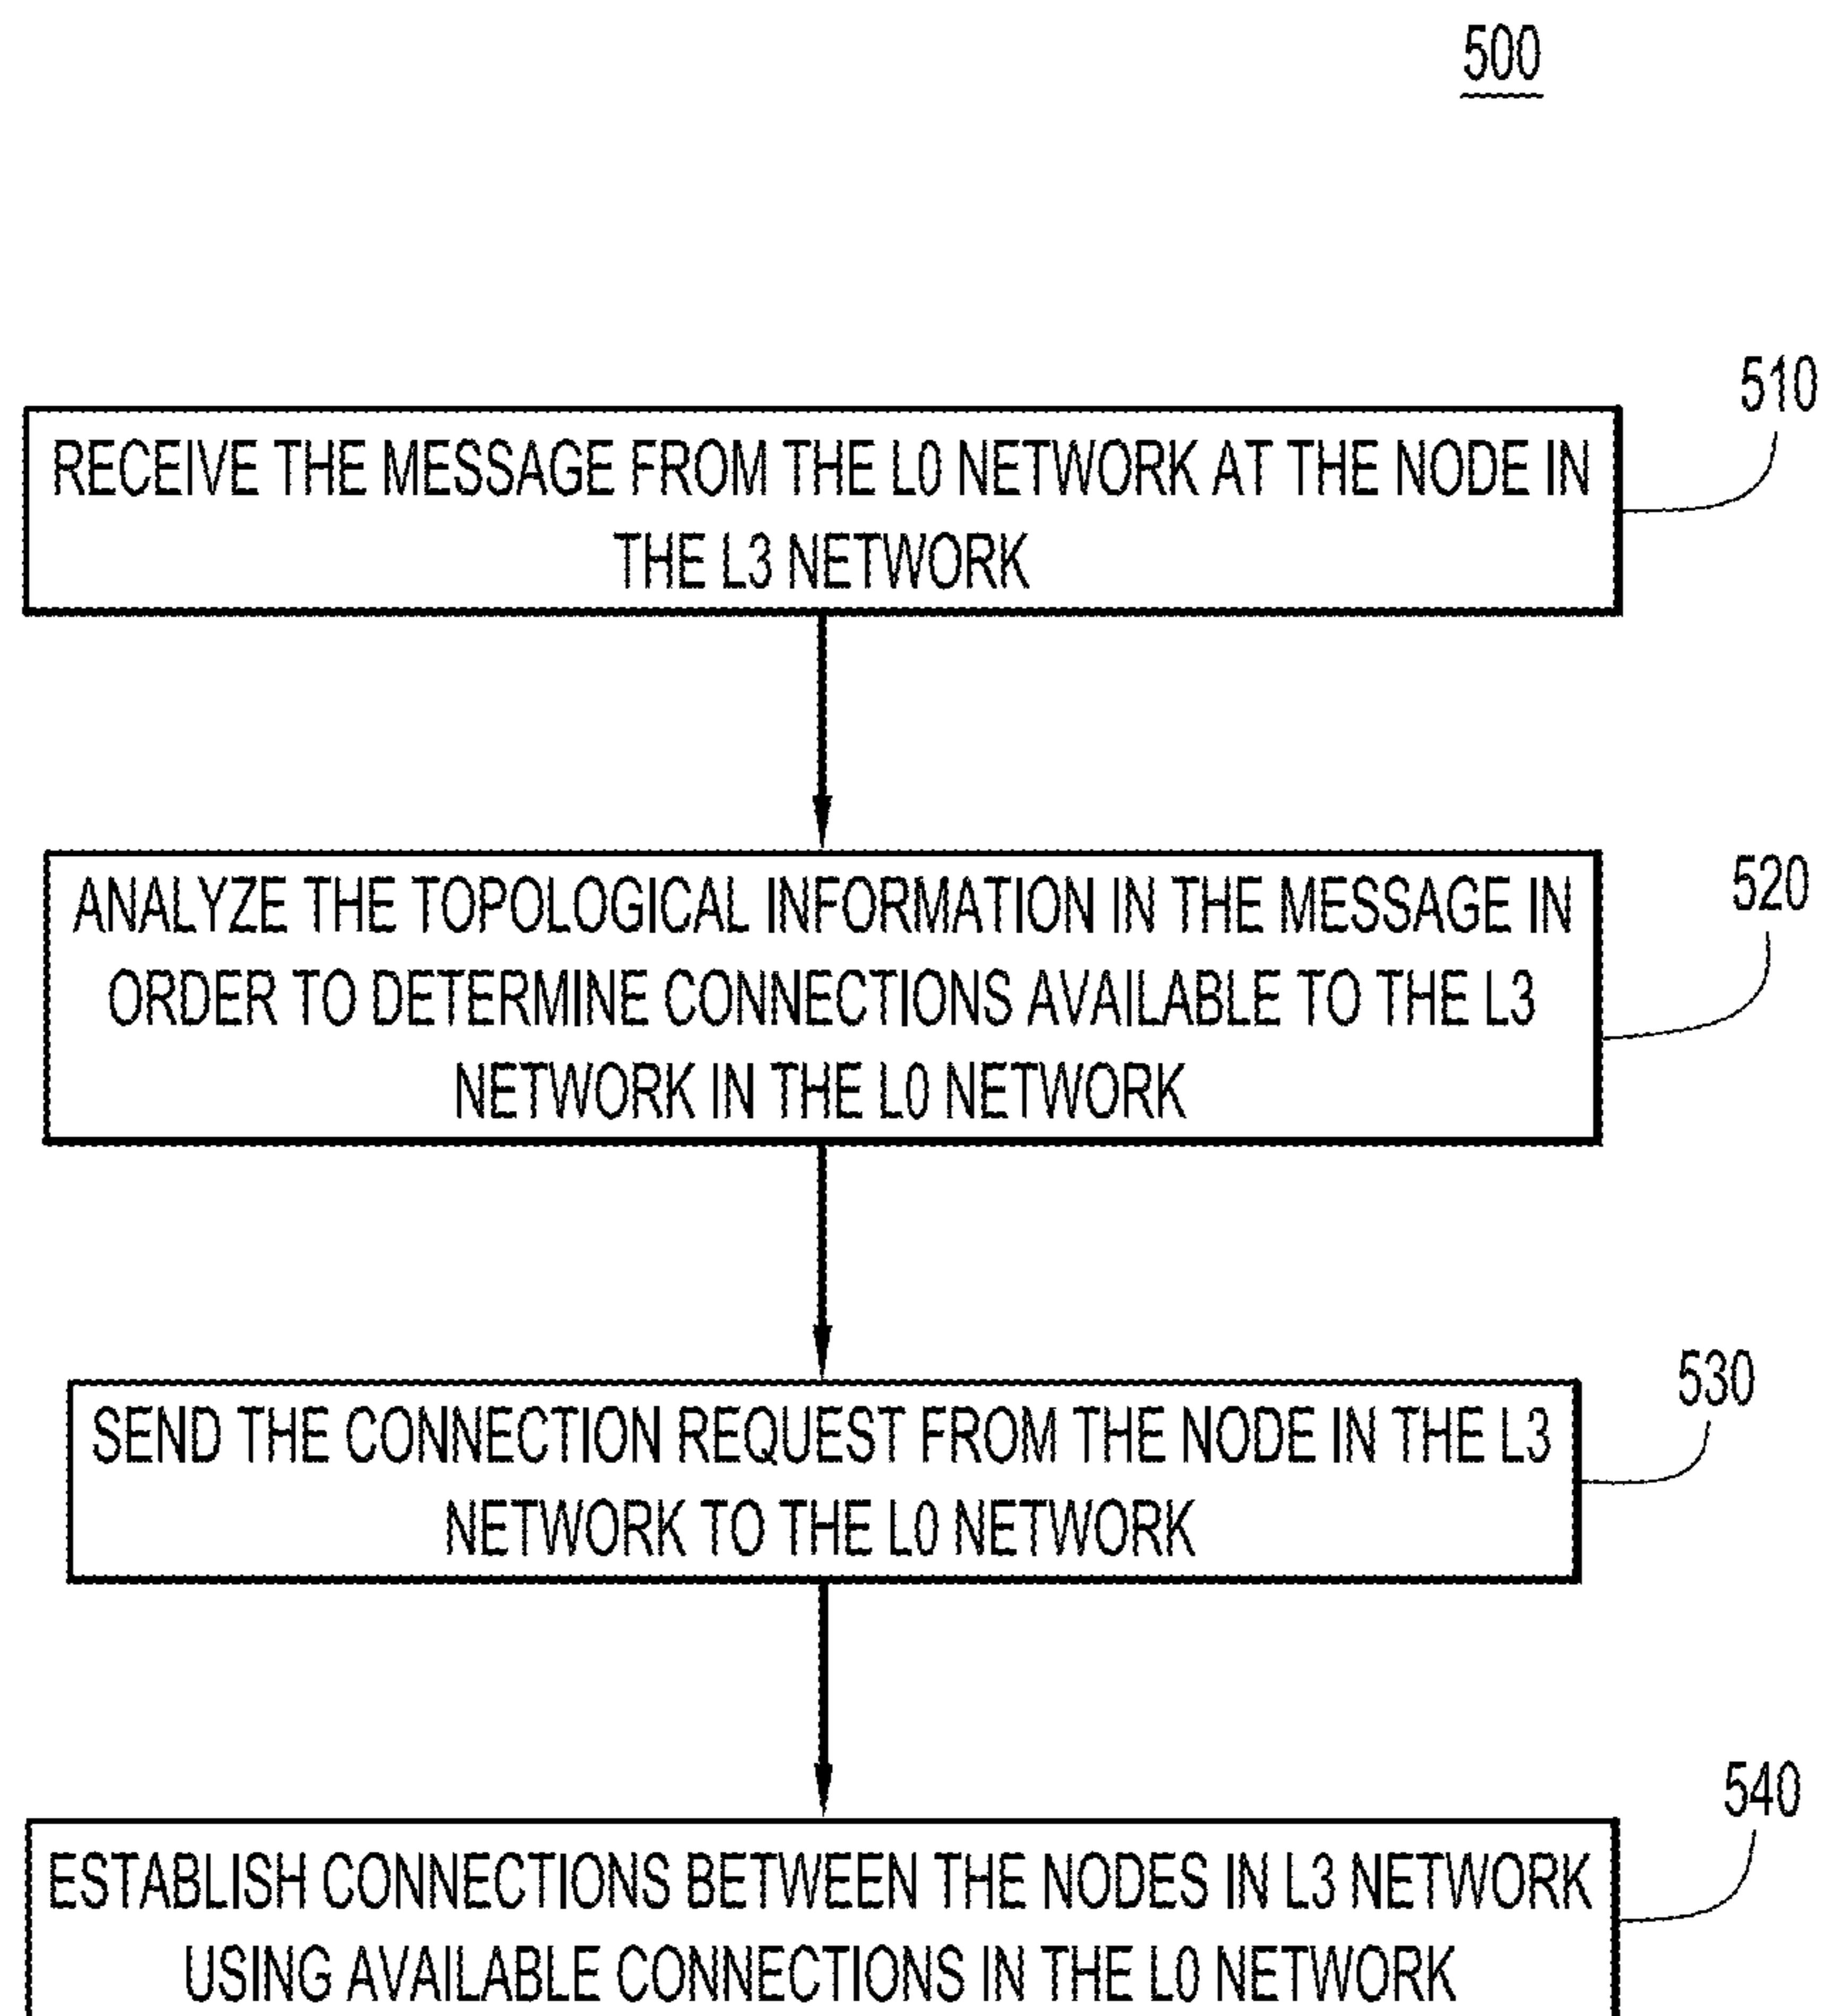 500
510
RECEIVE THE MESSAGE FROM THE L0 NETWORK AT THE NODE IN
THE L3 NETWORK
520
ANALYZE THE TOPOLOGICAL INFORMATION IN THE MESSAGE IN
ORDER TO DETERMINE CONNECTIONS AVAILABLE TO THE L3
NETWORK IN THE L0 NETWORK
530
SEND THE CONNECTION REQUEST FROM THE NODE IN THE L3
NETWORK TO THE L0 NETWORK
540
ESTABLISH CONNECTIONS BETWEEN THE NODES IN L3 NETWORK
USING AVAILABLE CONNECTIONS IN THE L0 NETWORK